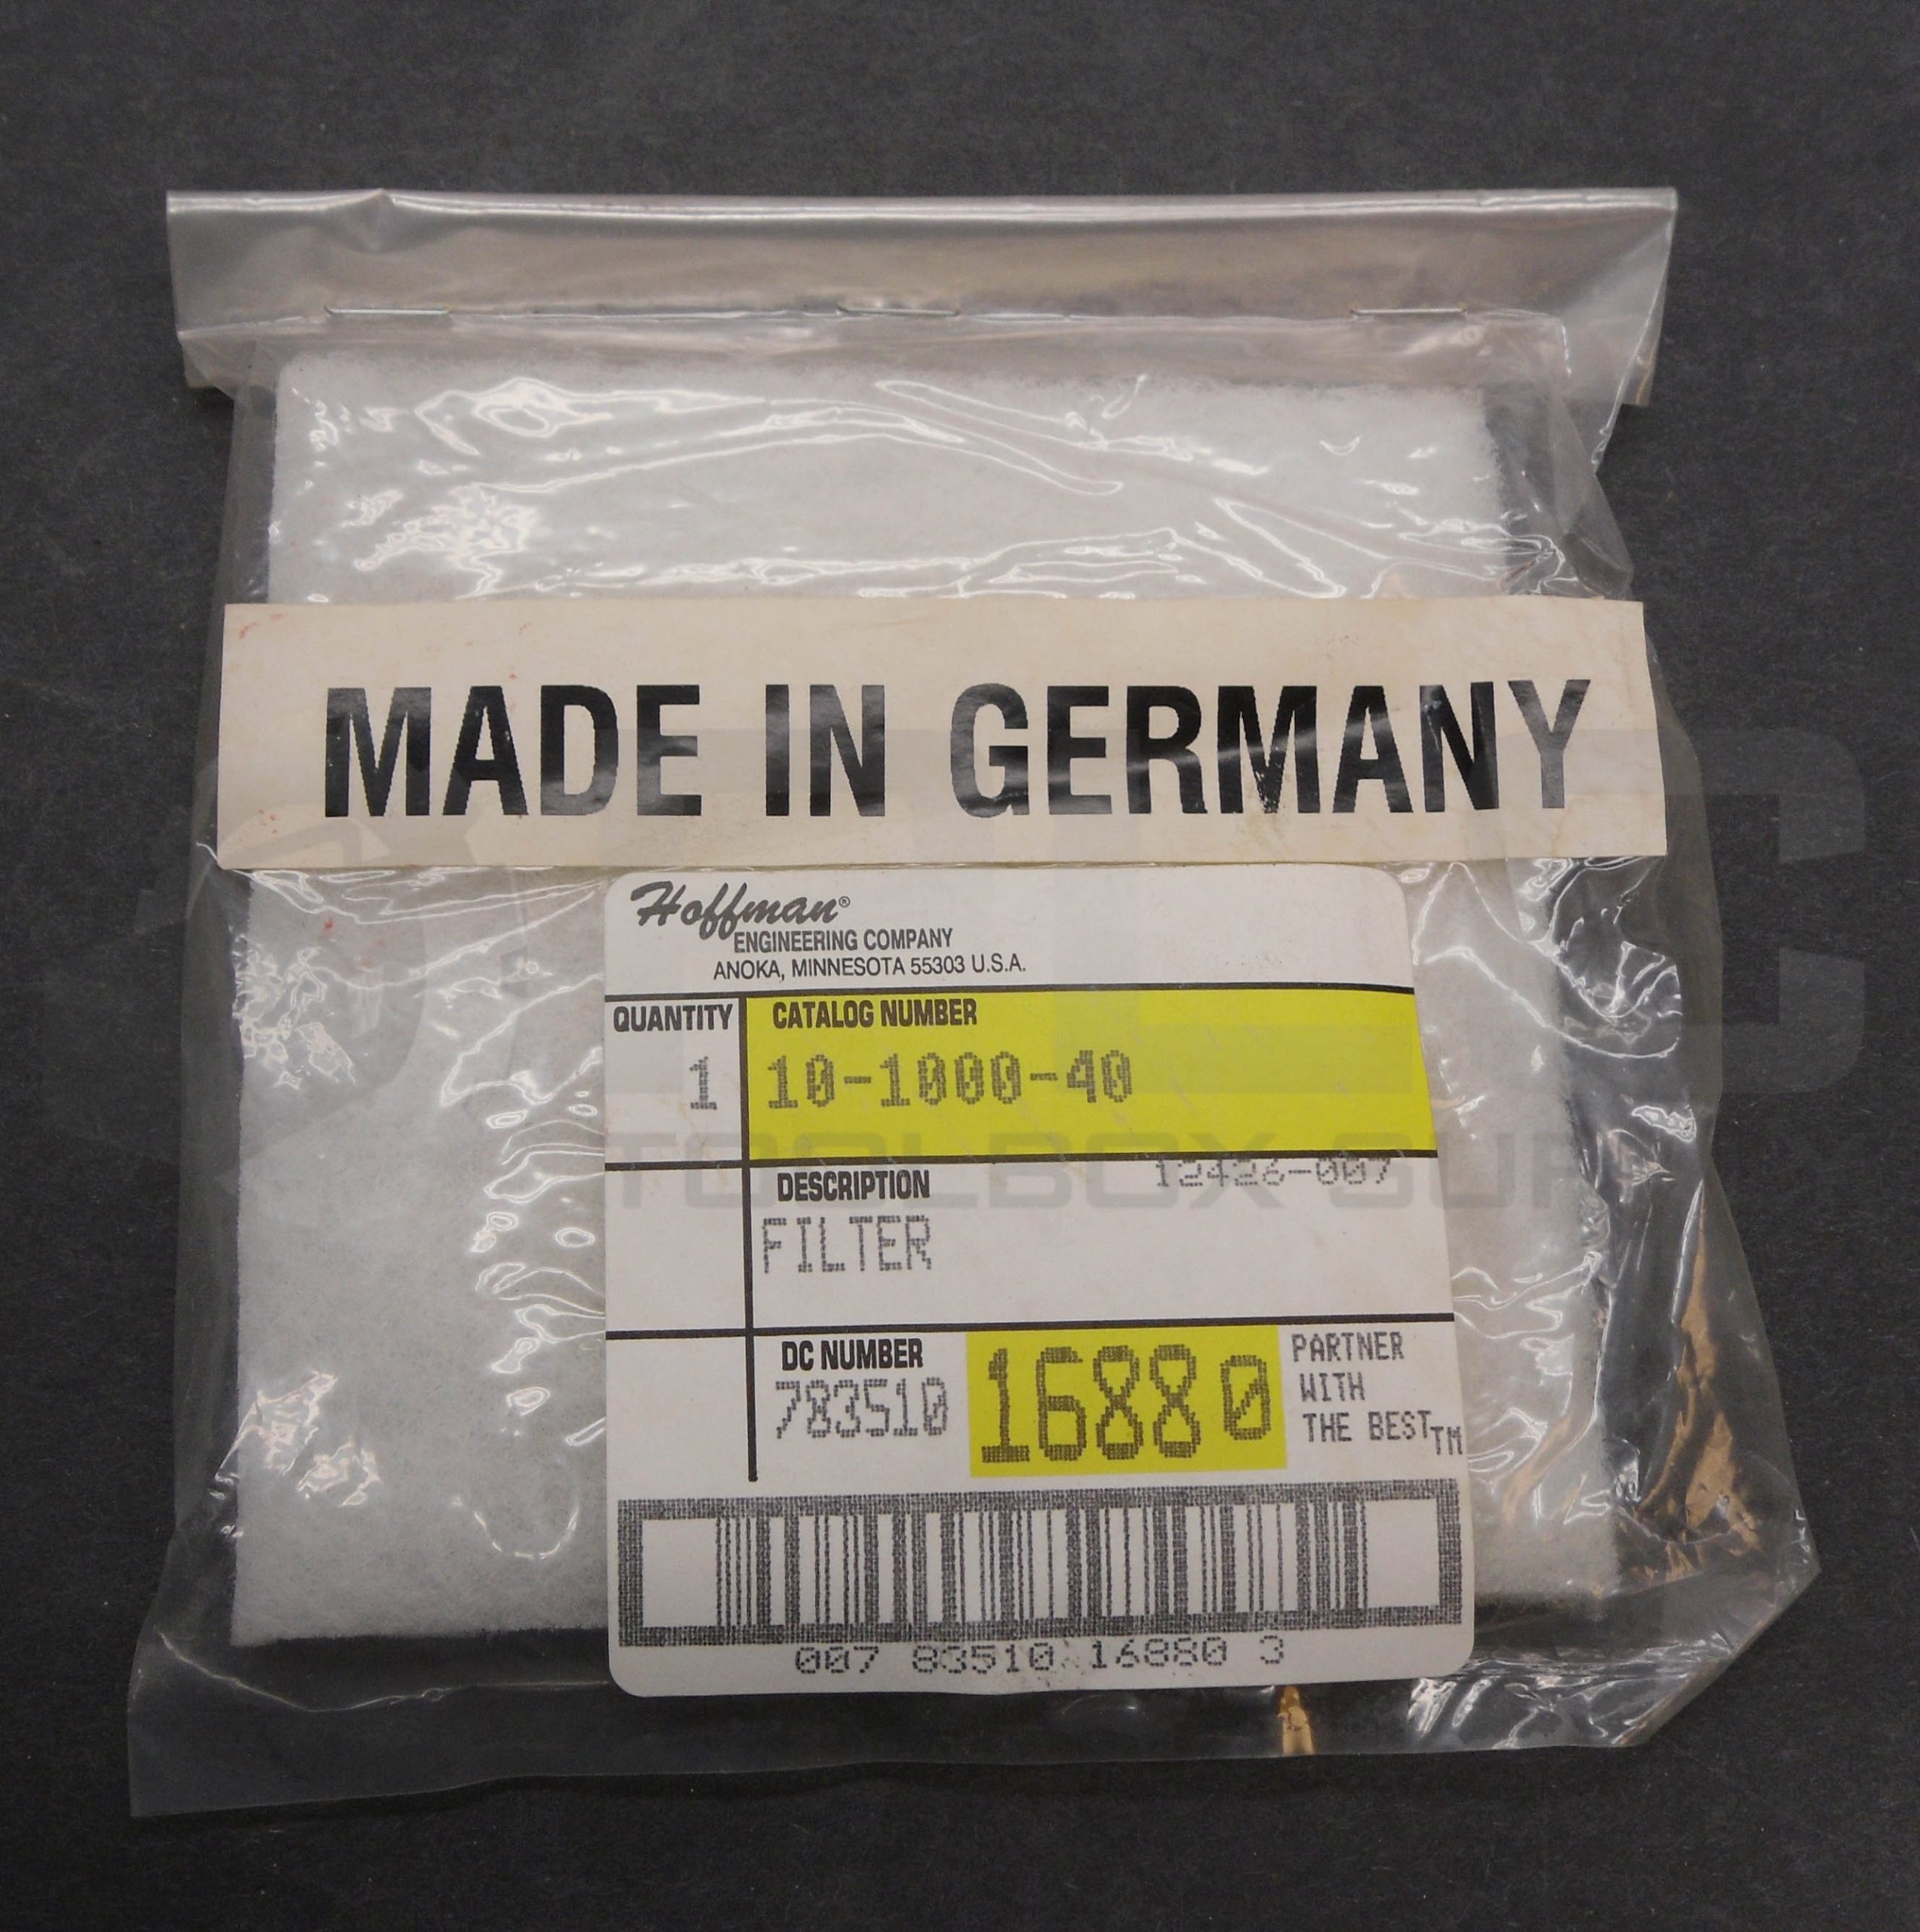 MADE IN GERMANY
Hoffman®
ENGINEERING COMPANY
ANOKA, MINNESOTA 55303 U.S.A.
QUANTITY CATALOG NUMBER
1 10-1000-40
DESCRIPTION 12426-007
FILTER
DC NUMBER
783510 16880
PARTNER
WITH
THE BEST TM
007 83510 16880 3
TOOLBOX